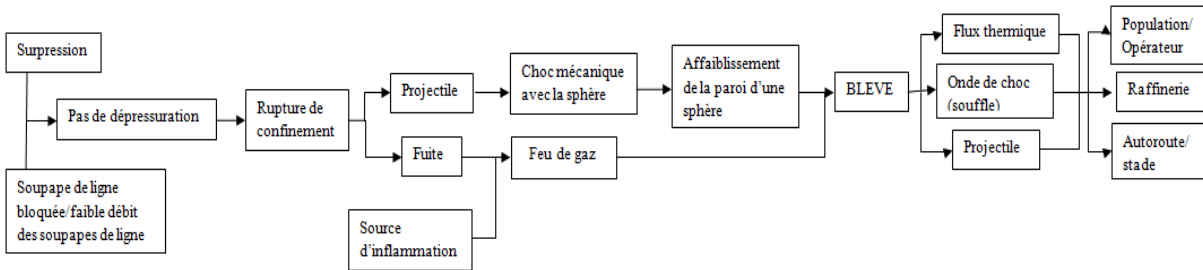 Surpression
Pas de dépressuration
Soupape de ligne
bloquée/faible débit
des soupapes de ligne
Rupture de
confinement
Projectile
Fuite
Source
d'inflammation
Choc mécanique
avec la sphère
Feu de gaz
Affaiblissement
de la paroi d'une
sphère
BLEVE
Flux thermique
Onde de choc
(souffle)
Projectile
Population/
Opérateur
Raffinerie
Autoroute/
stade